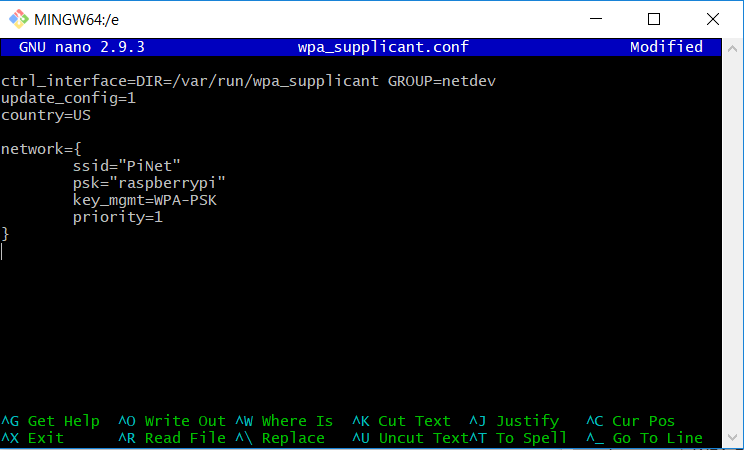 MINGW64:/e
GNU nano 2.9.3 wpa_supplicant.conf Modified
ctrl_interface=DIR=/var/run/wpa_supplicant GROUP=netdev
update_config=1
country=US
network={
ssid="PiNet"
psk="raspberrypi"
key_mgmt=WPA-PSK
priority=1
}
^G Get Help ^O Write Out ^W Where Is ^K Cut Text ^J Justify ^C Cur Pos
^X Exit ^R Read File ^\ Replace ^U Uncut Text^T To Spell ^_ Go To Line